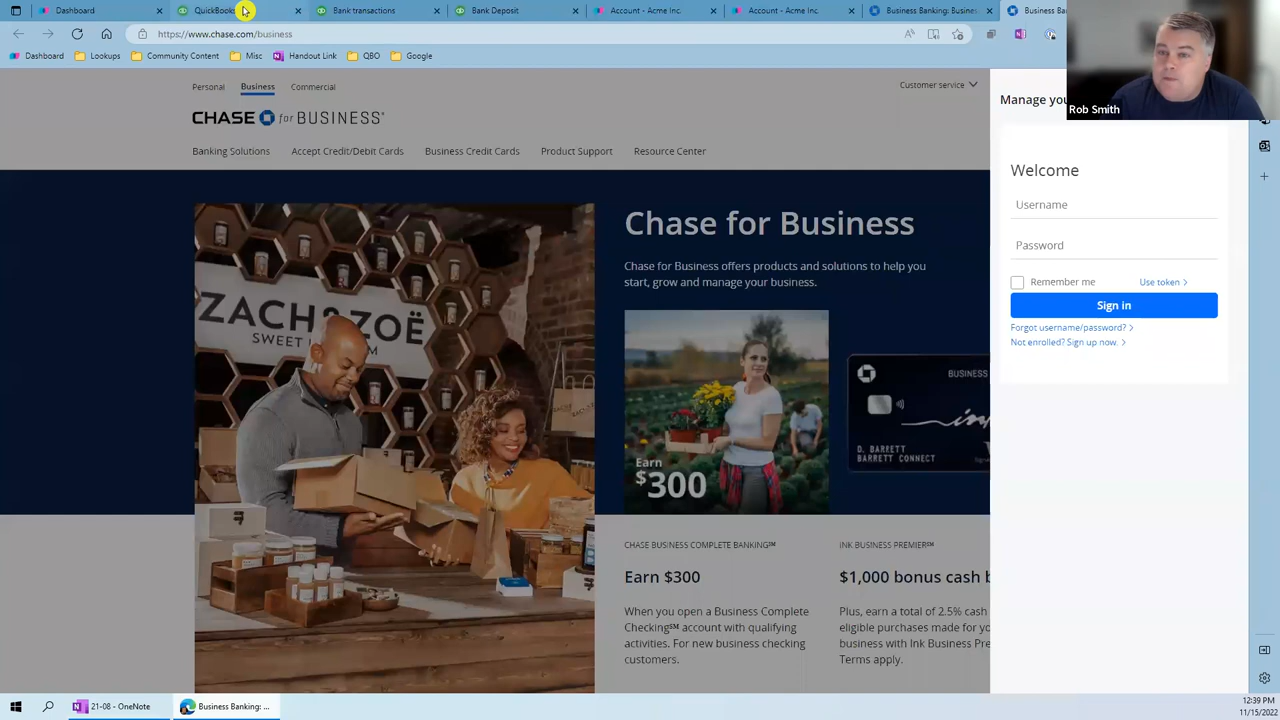 Dashboard
QuickBooks
Bank transactions
Bank Deposit
Account - Acme Inc.
Account - Acme Inc.
Business Banking: Busines
Business Ba
https://www.chase.com/business
Dashboard
Lookups
Community Content
Misc
Handout Link
QBO
Google
Rob Smith
Personal
Business
Commercial
Customer service
CHASE for BUSINESS®
Banking Solutions
Accept Credit/Debit Cards
Business Credit Cards
Product Support
Resource Center
Manage you
Welcome
Username
Password
Remember me
Use token
Sign in
Forgot username/password?
Not enrolled? Sign up now.
ZACH & ZOË
Chase for Business
Chase for Business offers products and solutions to help you
start, grow and manage your business.
Earn
$300
BUSINESS
D. BARRETT
BARRETT CONNECT
CHASE BUSINESS COMPLETE BANKING℠
Earn $300
When you open a Business Complete
Checking℠ account with qualifying
activities. For new business checking
customers.
INK BUSINESS PREMIER℠
$1,000 bonus cash b
Plus, earn a total of 2.5% cash
eligible purchases made for you
business with Ink Business Pre
Terms apply.
21-08 - OneNote
Business Banking: ...
12:39 PM
11/15/2022